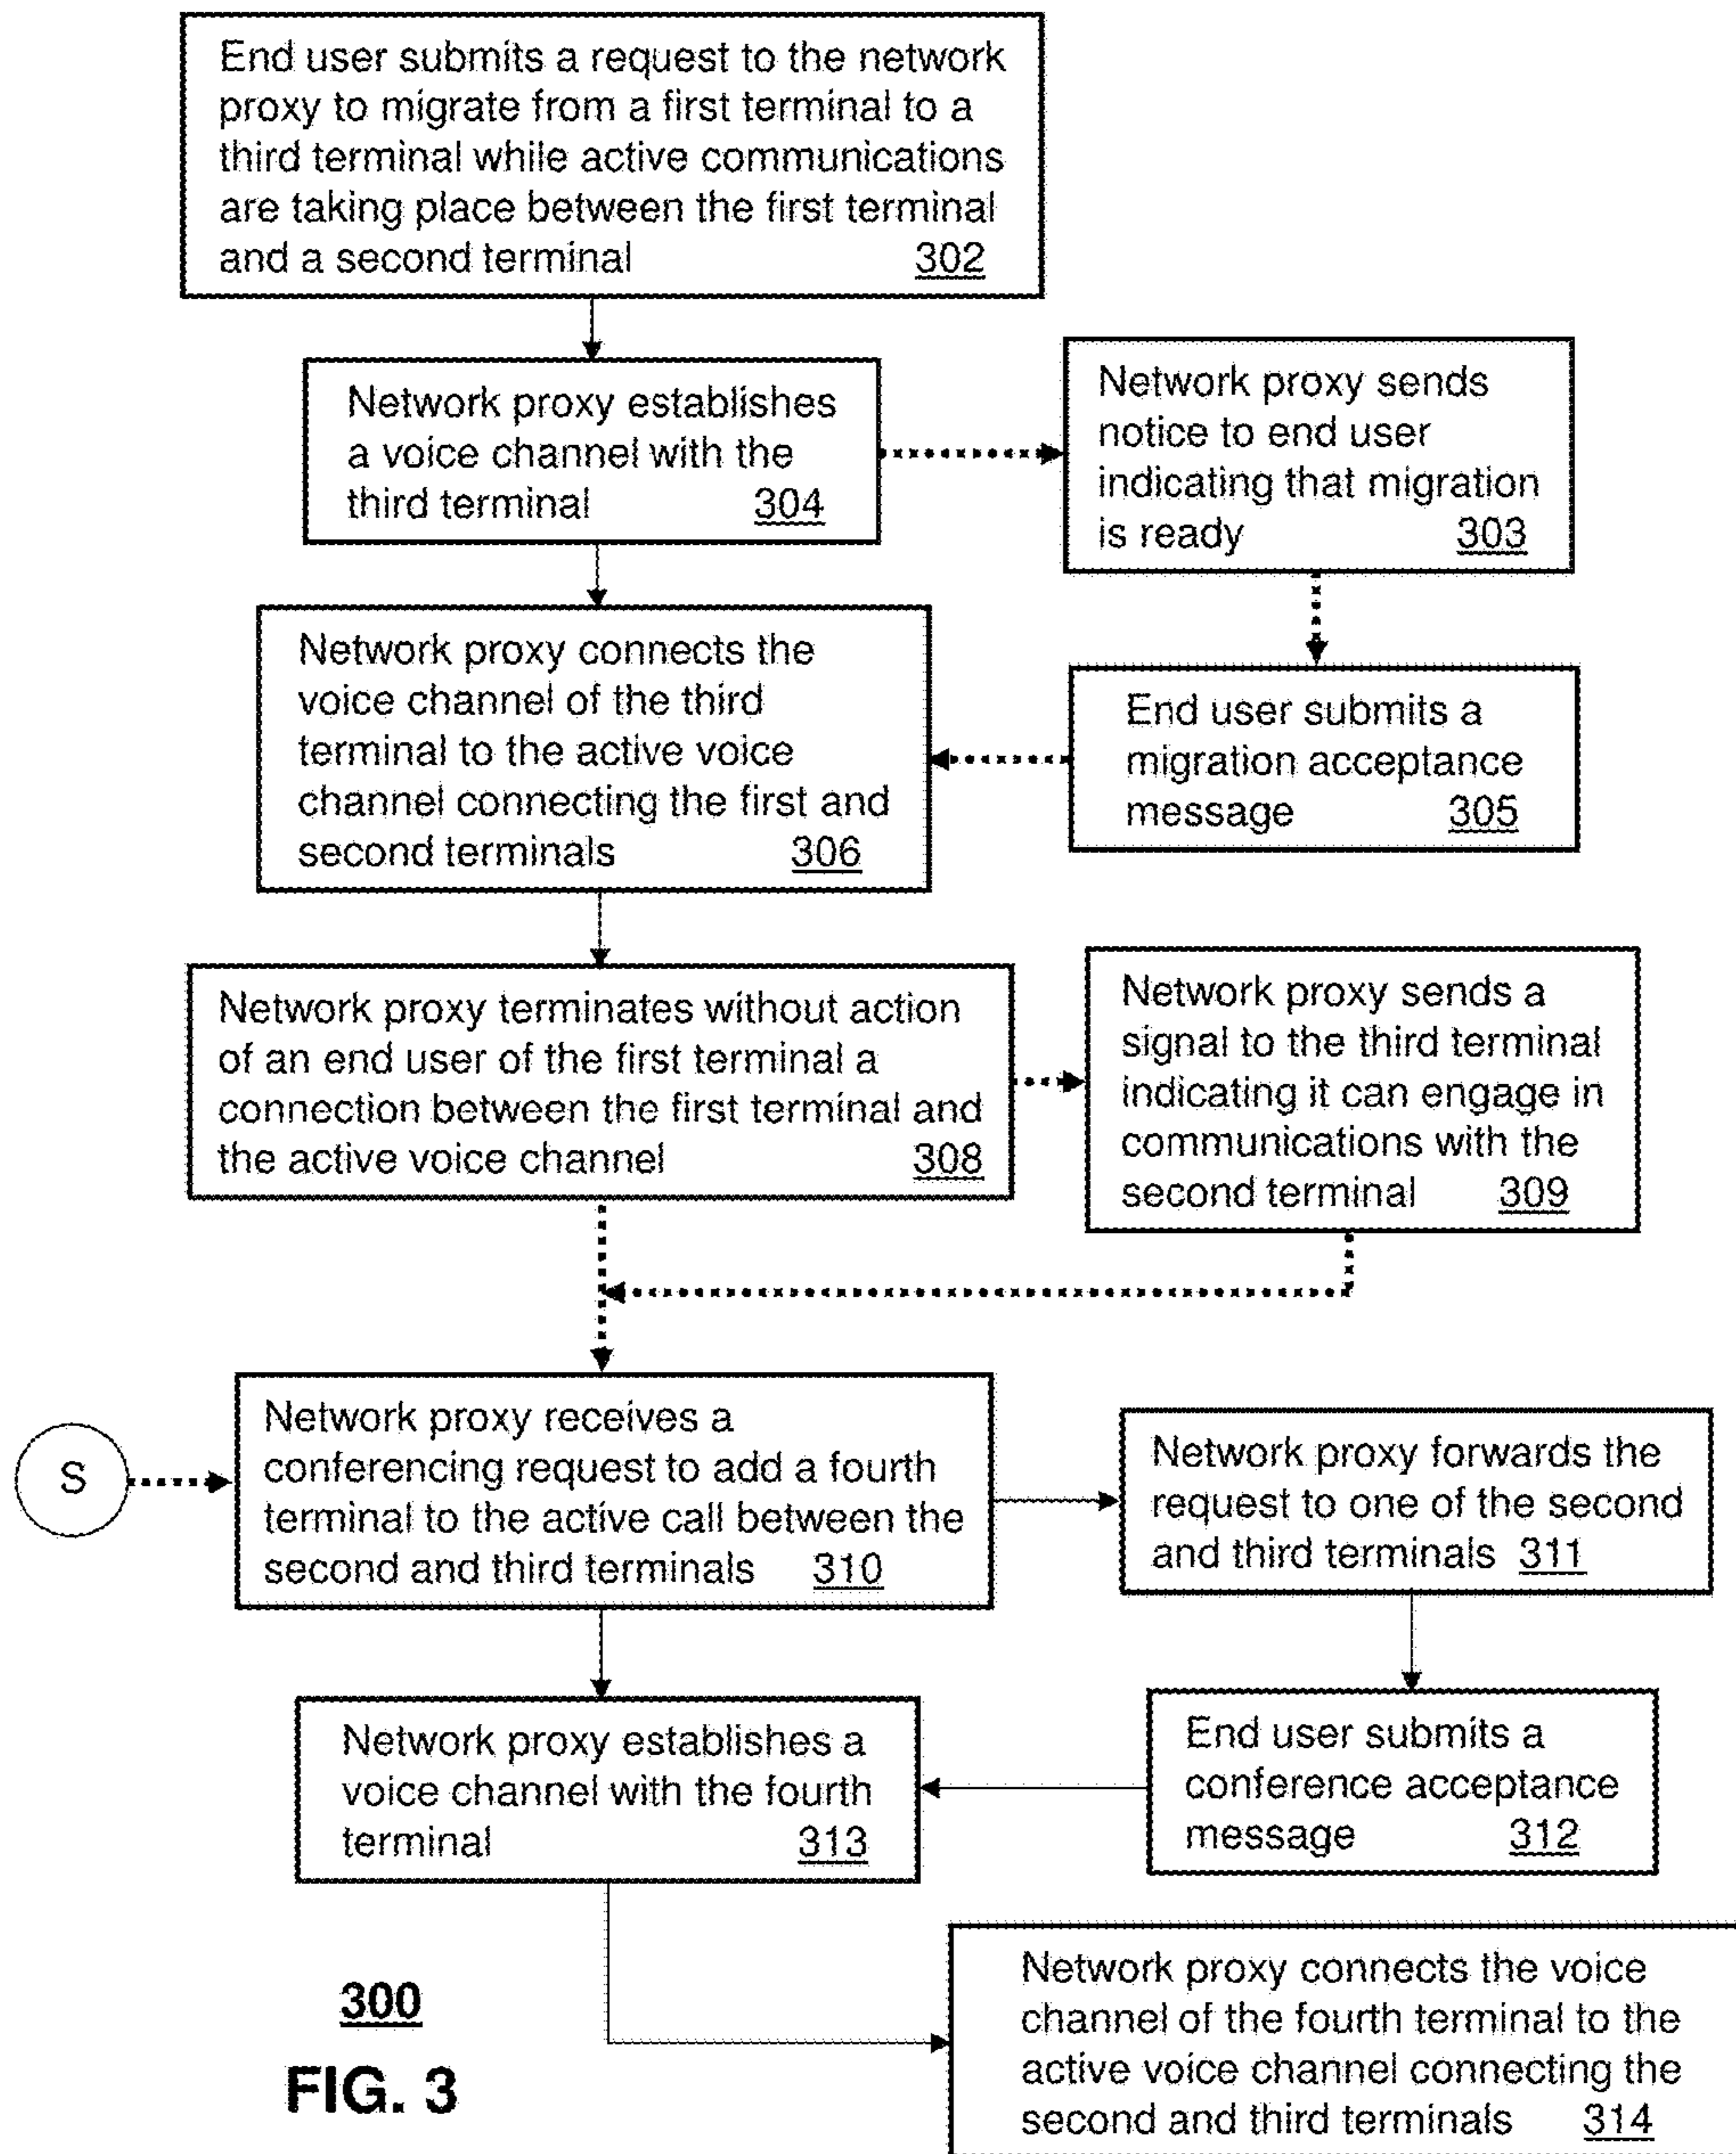 End user submits a request to the network
proxy to migrate from a first terminal to a
third terminal while active communications
are taking place between the first terminal
and a second terminal 302
Network proxy establishes
a voice channel with the
third terminal 304
Network proxy sends
notice to end user
indicating that migration
is ready 303
Network proxy connects the
voice channel of the third
terminal to the active voice
channel connecting the first and
second terminals 306
End user submits a
migration acceptance
message 305
Network proxy terminates without action
of an end user of the first terminal a
connection between the first terminal and
the active voice channel 308
Network proxy sends a
signal to the third terminal
indicating it can engage in
communications with the
second terminal 309
S
Network proxy receives a
conferencing request to add a fourth
terminal to the active call between the
second and third terminals 310
Network proxy forwards the
request to one of the second
and third terminals 311
Network proxy establishes a
voice channel with the fourth
terminal 313
End user submits a
conference acceptance
message 312
Network proxy connects the voice
channel of the fourth terminal to the
active voice channel connecting the
second and third terminals 314
300
FIG. 3